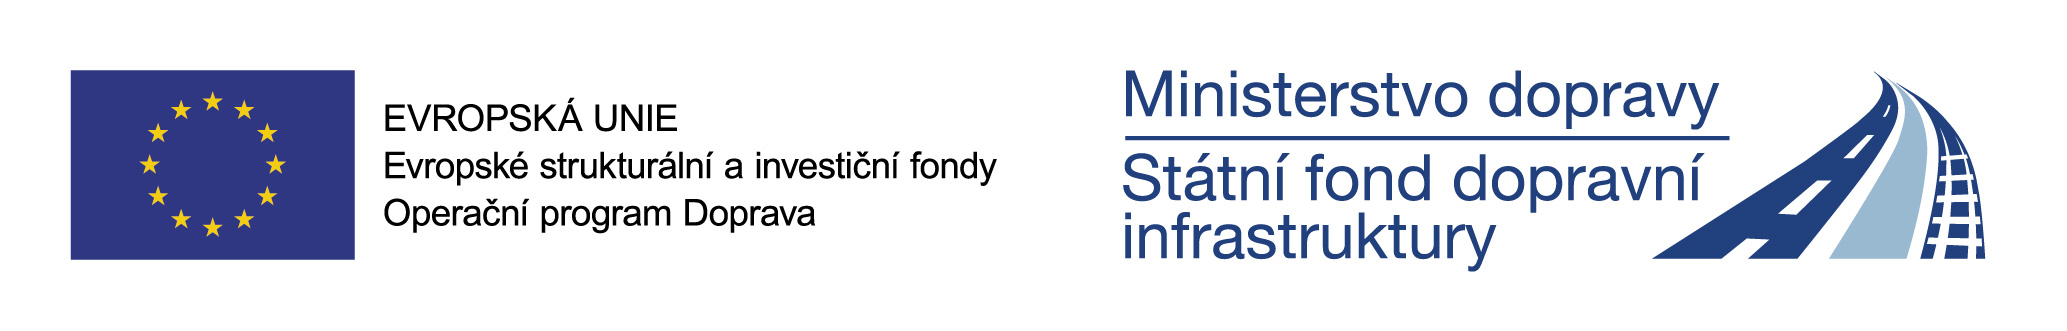 EVROPSKÁ UNIE
Evropské strukturální a investiční fondy
Operační program Doprava
Ministerstvo dopravy
Státní fond dopravní
infrastruktury